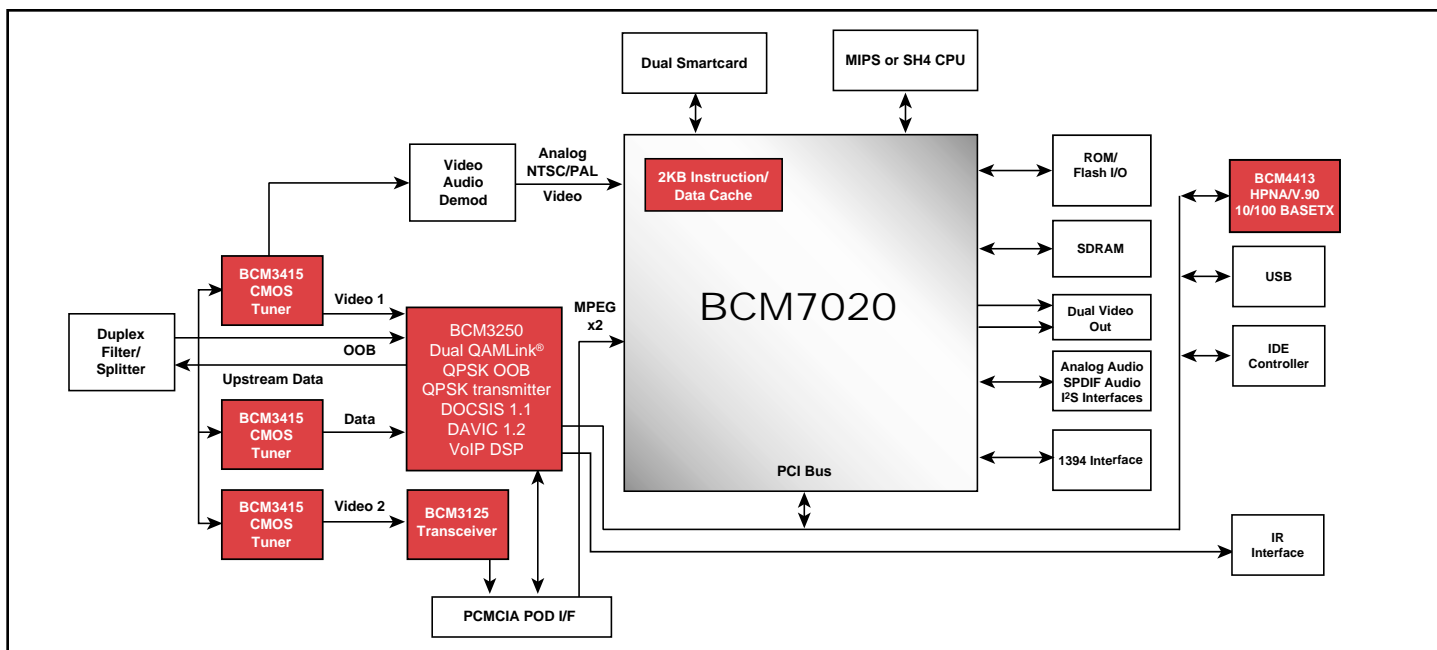 Dual Smartcard
MIPS or SH4 CPU
Video
Audio
Demod
Analog
NTSC/PAL
Video
2KB Instruction/
Data Cache
ROM/
Flash I/O
BCM4413
HPNA/V.90
10/100 BASETX
SDRAM
USB
BCM3415
CMOS
Tuner
Video 1
MPEG
x2
BCM7020
Dual Video
Out
Duplex
Filter/
Splitter
OOB
BCM3250
Dual QAMLink®
QPSK OOB
QPSK transmitter
DOCSIS 1.1
DAVIC 1.2
VoIP DSP
IDE
Controller
Upstream Data
Analog Audio
SPDIF Audio
I²S Interfaces
BCM3415
CMOS
Tuner
Data
PCI Bus
1394 Interface
BCM3415
CMOS
Tuner
Video 2
BCM3125
Transceiver
IR
Interface
PCMCIA POD I/F